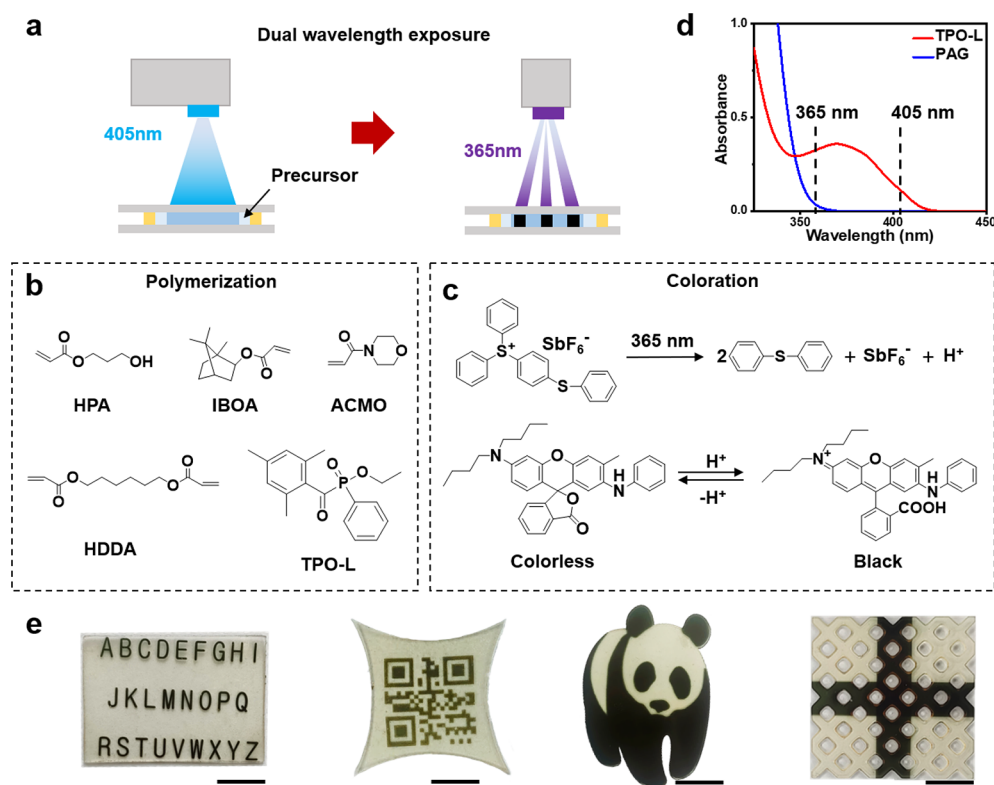 a
Dual wavelength exposure
405nm
365nm
Precursor
d
TPO-L
PAG
365 nm
405 nm
1.0
0.5
0.0
Absorbance
350
400
450
Wavelength (nm)
b
Polymerization
O
O
OH
HPA
O
O
IBOA
O
N
O
ACMO
O
O
O
O
HDDA
O
O
P
O
TPO-L
c
Coloration
S+
SbF6-
S
365 nm
2
S
+ SbF6- + H+
N
O
H
N
O
O
Colorless
H+
-H+
N+
O
H
N
COOH
Black
e
ABCDEFGHI
JKLMNOPQ
RSTUVWXYZ